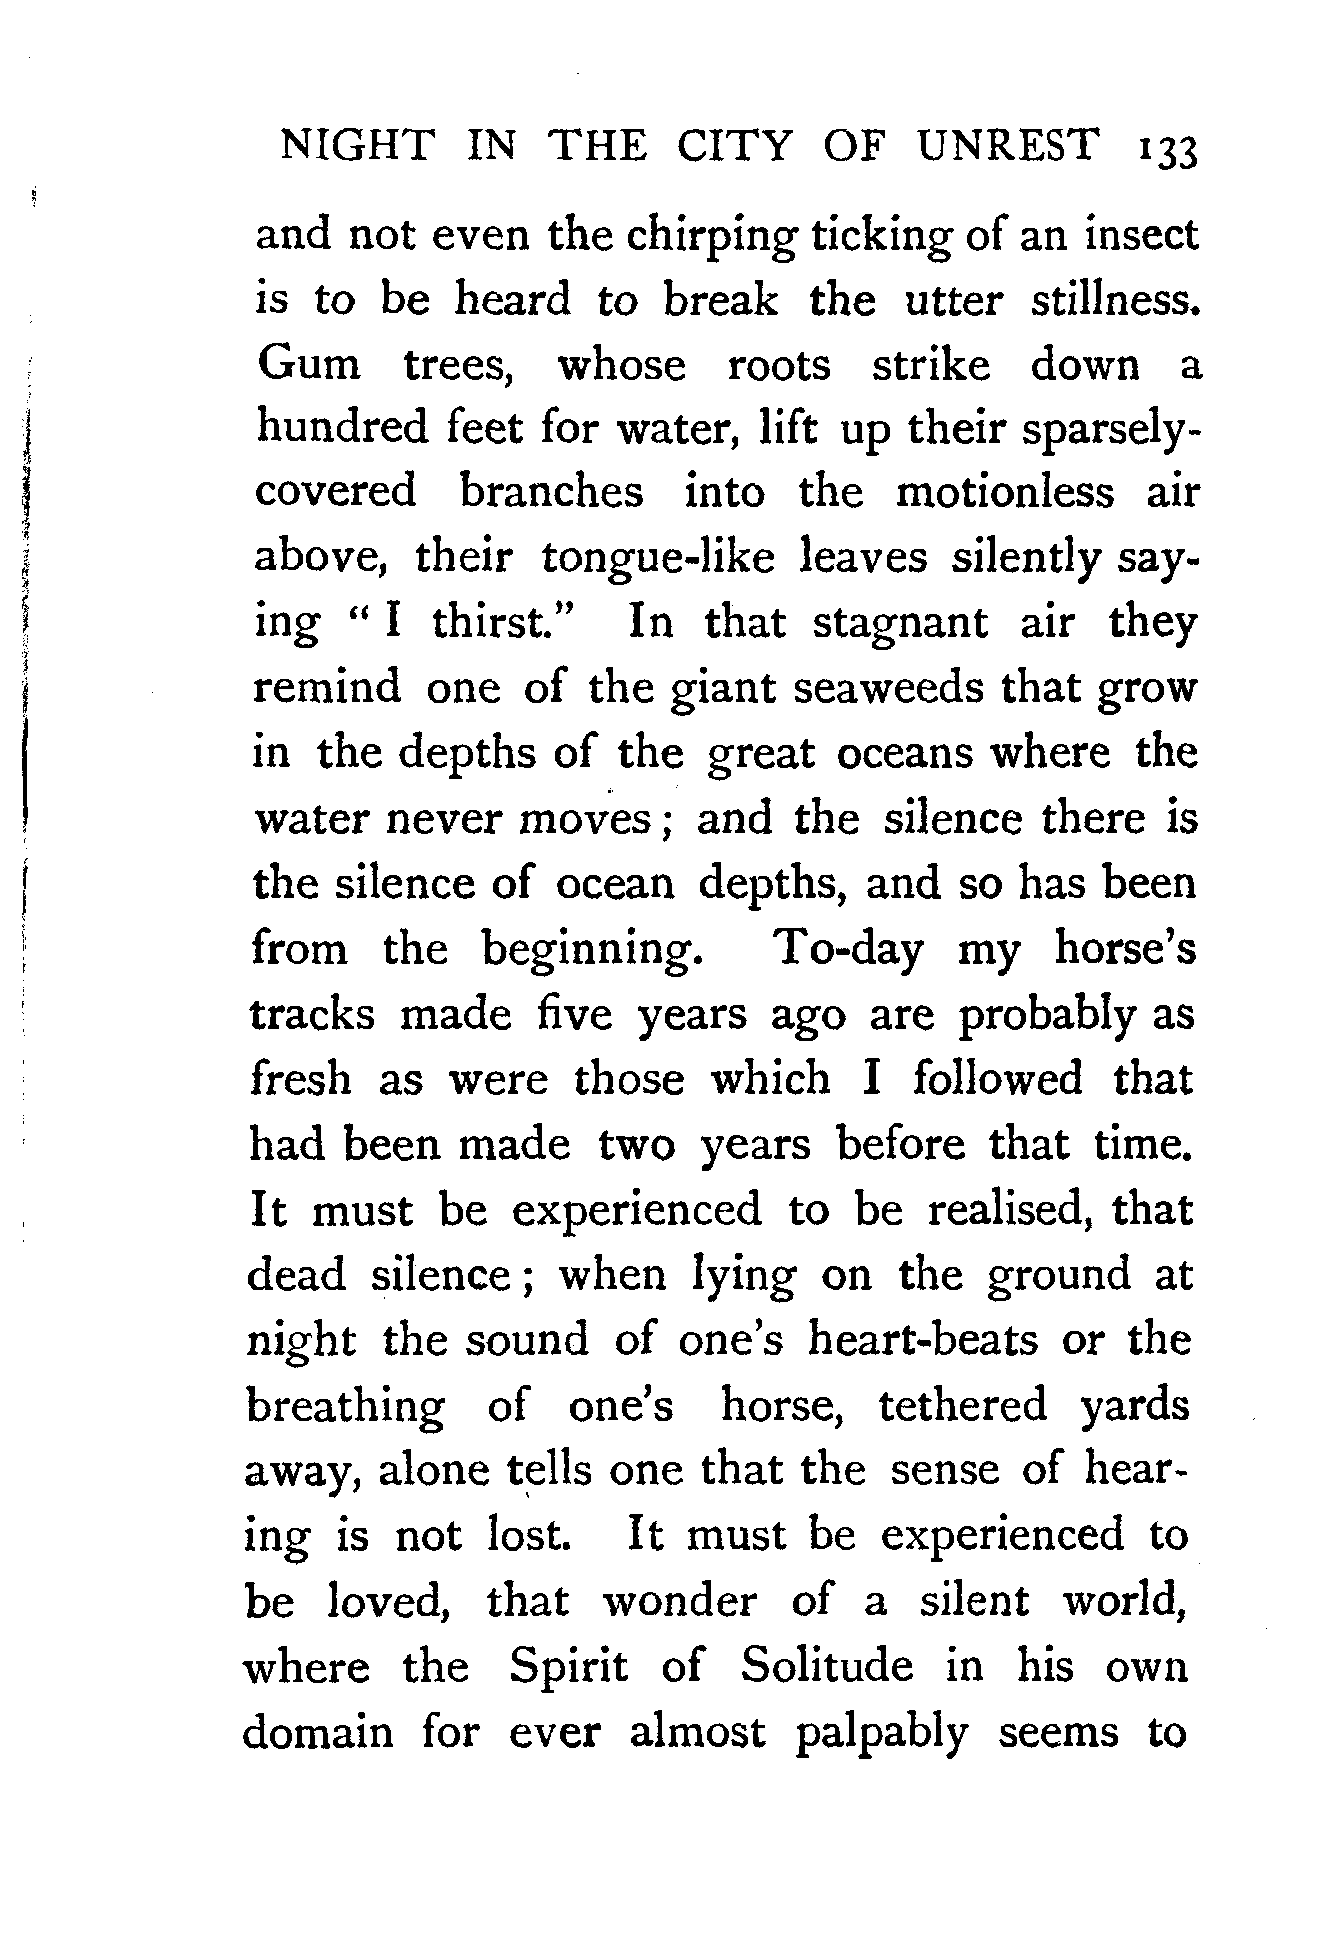 NIGHT IN THE CITY OF UNREST 133
and not even the chirping ticking of an insect
is to be heard to break the utter stillness.
Gum trees, whose roots strike down a
hundred feet for water, lift up their sparsely-
covered branches into the motionless air
above, their tongue-like leaves silently say-
ing " I thirst." In that stagnant air they
remind one of the giant seaweeds that grow
in the depths of the great oceans where the
water never moves ; and the silence there is
the silence of ocean depths, and so has been
from the beginning. To-day my horse's
tracks made five years ago are probably as
fresh as were those which I followed that
had been made two years before that time.
It must be experienced to be realised, that
dead silence ; when lying on the ground at
night the sound of one's heart-beats or the
breathing of one's horse, tethered yards
away, alone tells one that the sense of hear-
ing is not lost. It must be experienced to
be loved, that wonder of a silent world,
where the Spirit of Solitude in his own
domain for ever almost palpably seems to